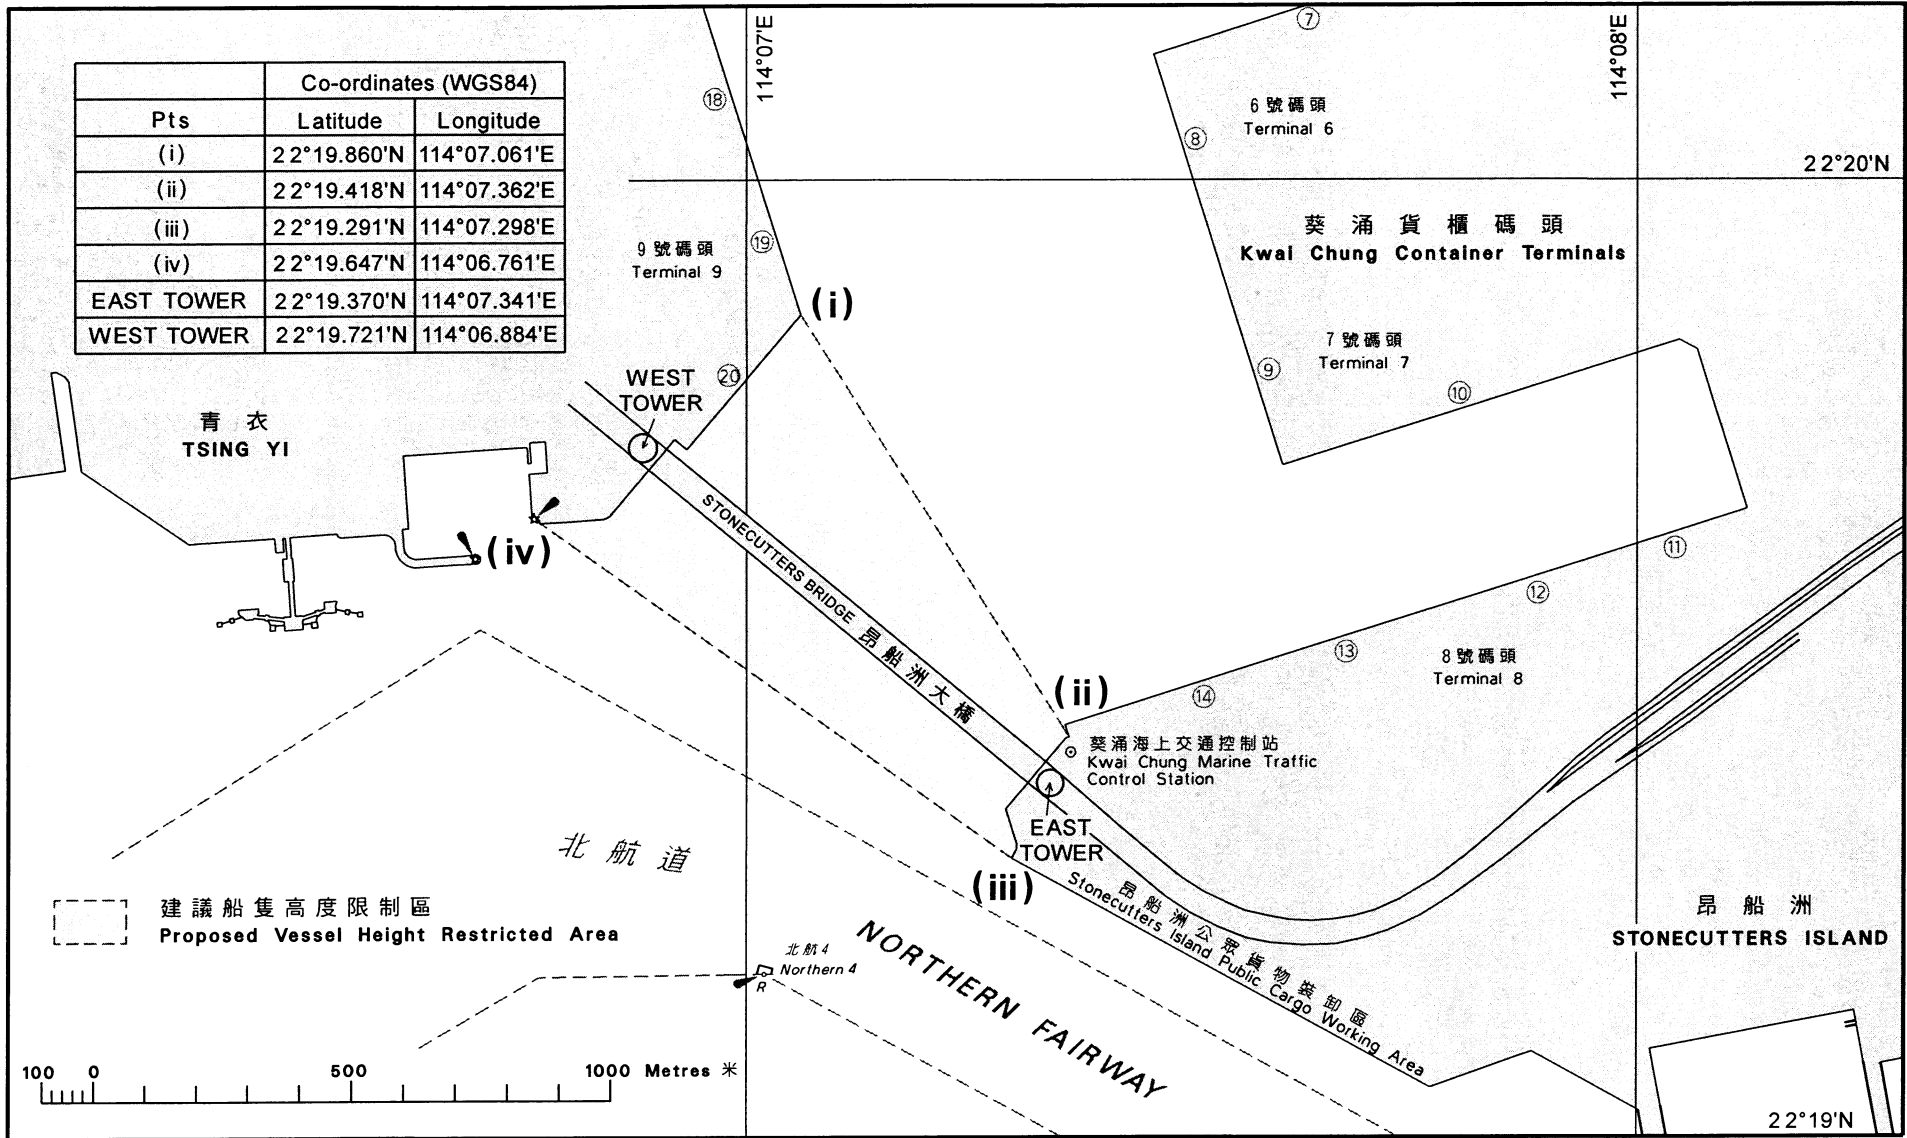 Co-ordinates (WGS84)
Pts Latitude Longitude
(i) 22°19.860'N 114°07.061'E
(ii) 22°19.418'N 114°07.362'E
(iii) 22°19.291'N 114°07.298'E
(iv) 22°19.647'N 114°06.761'E
EAST TOWER 22°19.370'N 114°07.341'E
WEST TOWER 22°19.721'N 114°06.884'E
114°07'E
114°08'E
22°20'N
22°19'N
7
18
8
6 號碼頭
Terminal 6
葵涌貨櫃碼頭
Kwai Chung Container Terminals
19
9 號碼頭
Terminal 9
(i)
7 號碼頭
Terminal 7
9
10
20
WEST
TOWER
青衣
TSING YI
(iv)
STONECUTTERS BRIDGE 昂船洲大橋
11
12
13
14
8 號碼頭
Terminal 8
(ii)
葵涌海上交通控制站
Kwai Chung Marine Traffic
Control Station
EAST
TOWER
(iii)
昂船洲公眾貨物裝卸區
Stonecutters Island Public Cargo Working Area
昂船洲
STONECUTTERS ISLAND
北航道
NORTHERN FAIRWAY
北航4
Northern 4
R
建議船隻高度限制區
Proposed Vessel Height Restricted Area
100 0 500 1000 Metres 米